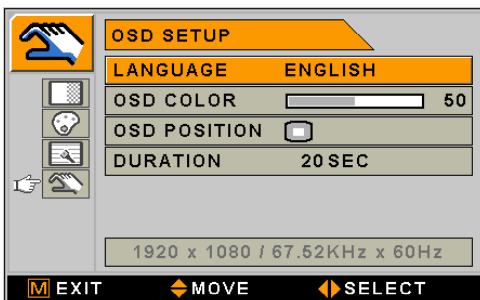 OSD SETUP
LANGUAGE ENGLISH
OSD COLOR 50
OSD POSITION
DURATION 20 SEC
1920 x 1080 / 67.52KHz x 60Hz
M EXIT MOVE SELECT